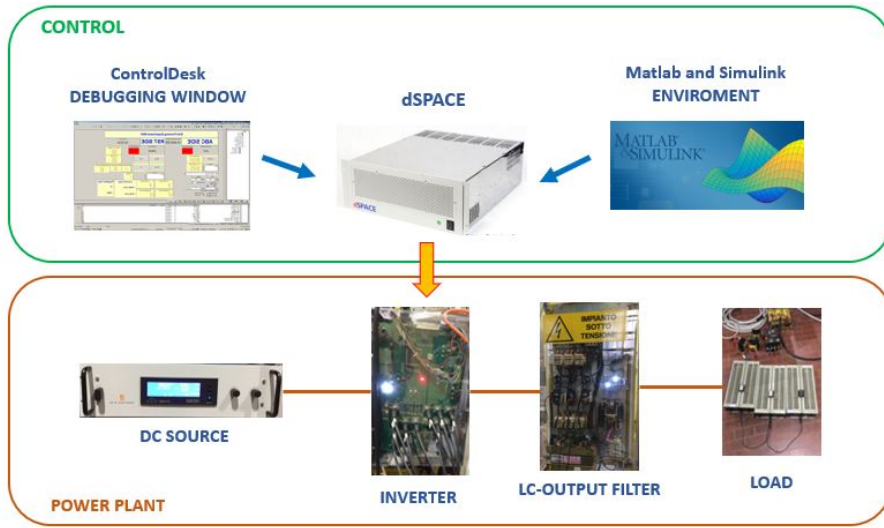 CONTROL
ControlDesk
DEBUGGING WINDOW
dSPACE
Matlab and Simulink
ENVIROMENT
MATLAB
&SIMULINK®
dSPACE
IMPIANTO
SOTTO
TENSIONE
DC SOURCE
INVERTER
LC-OUTPUT FILTER
LOAD
POWER PLANT